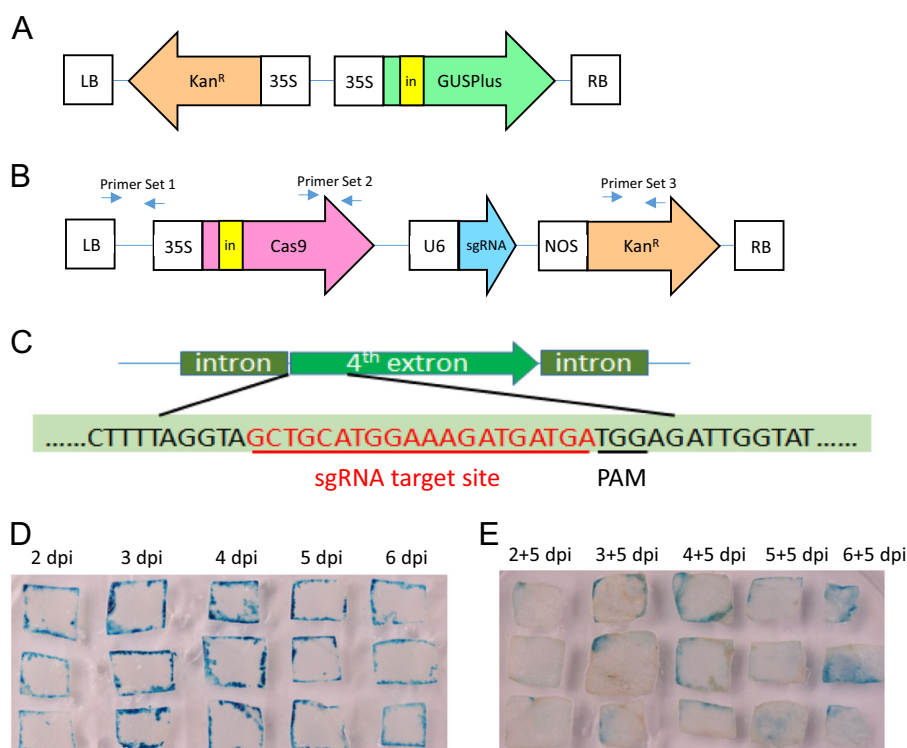 A
LB Kan^R 35S 35S in GUSPlus RB
B
Primer Set 1 Primer Set 2 Primer Set 3
LB 35S in Cas9 U6 sgRNA NOS Kan^R RB
C
intron 4th extron intron
......CTTTTAGGTAGCTGCATGGAAAGATGATGATGGAGATTGGTAT......
sgRNA target site PAM
D
2 dpi 3 dpi 4 dpi 5 dpi 6 dpi
E
2+5 dpi 3+5 dpi 4+5 dpi 5+5 dpi 6+5 dpi